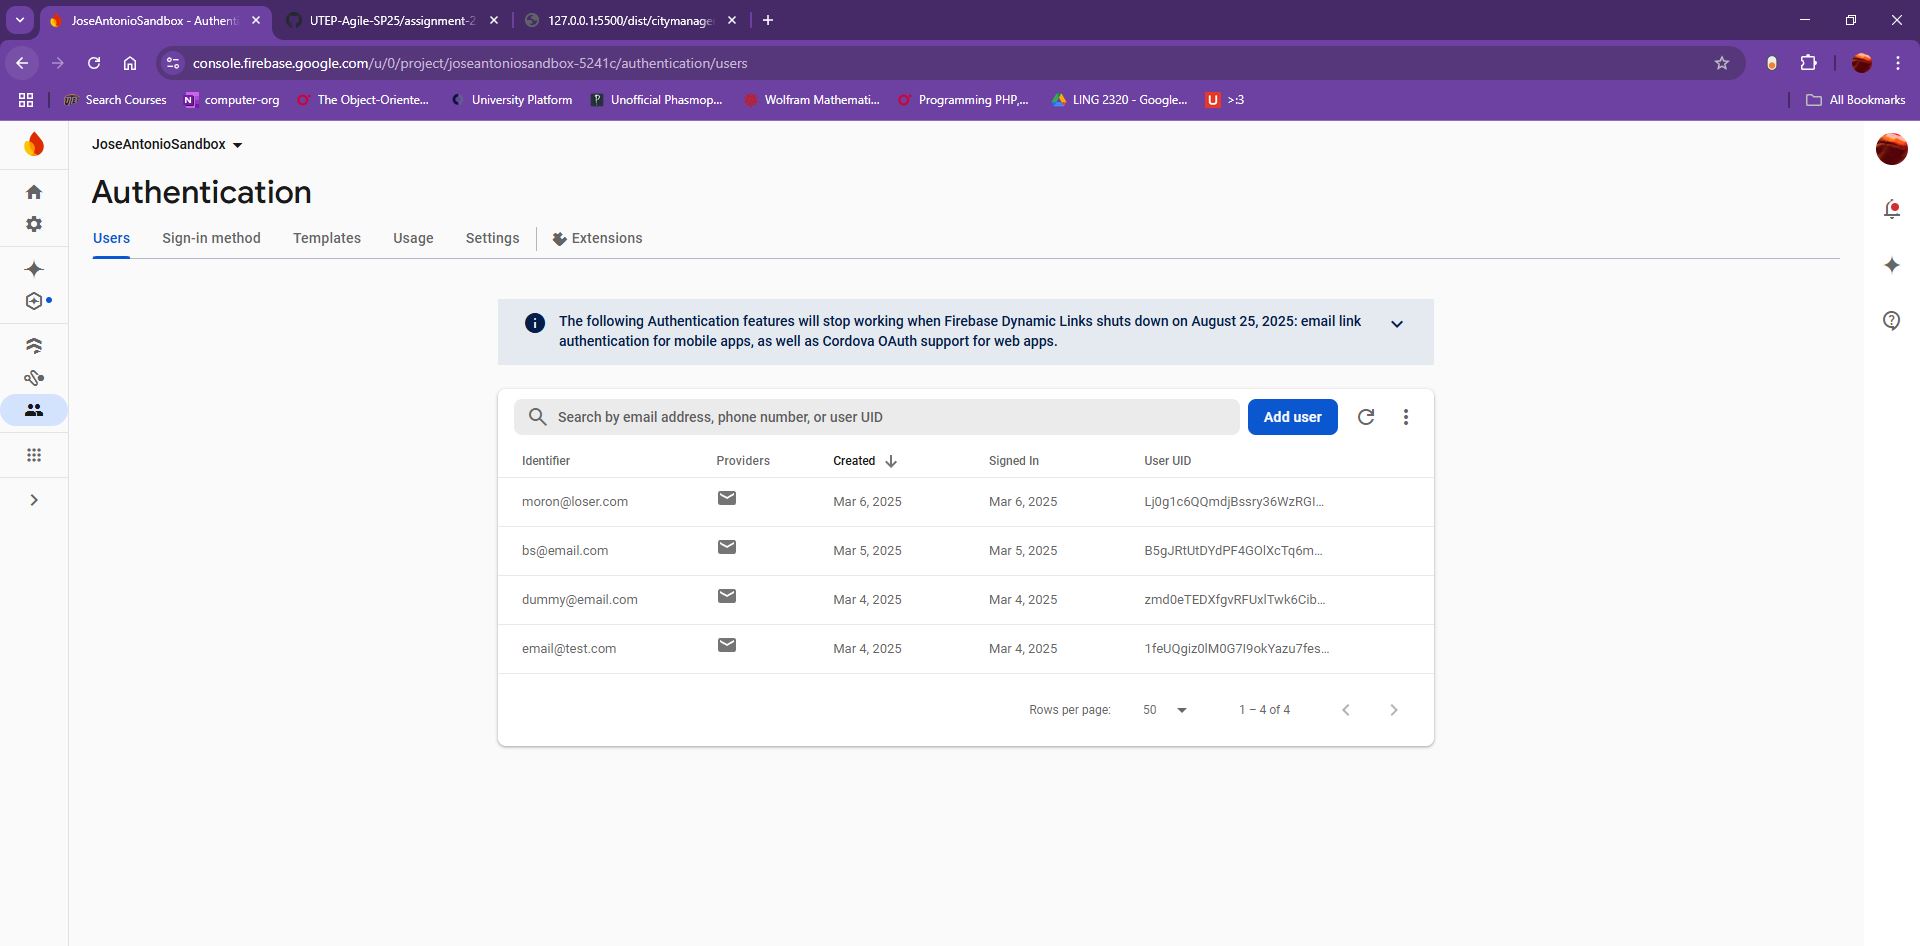 JoseAntonioSandbox - Authenti
UTEP-Agile-SP25/assignment-2
127.0.0.1:5500/dist/citymanage
console.firebase.google.com/u/0/project/joseantoniosandbox-5241c/authentication/users
Search Courses
computer-org
The Object-Oriente...
University Platform
Unofficial Phasmop...
Wolfram Mathemati...
Programming PHP,...
LING 2320 - Google...
U >:3
All Bookmarks
JoseAntonioSandbox
Authentication
Users Sign-in method Templates Usage Settings Extensions
The following Authentication features will stop working when Firebase Dynamic Links shuts down on August 25, 2025: email link
authentication for mobile apps, as well as Cordova OAuth support for web apps.
Search by email address, phone number, or user UID
Add user
Identifier Providers Created Signed In User UID
moron@loser.com Mar 6, 2025 Mar 6, 2025 Lj0g1c6QQmdjBssry36WzRGI...
bs@email.com Mar 5, 2025 Mar 5, 2025 B5gJRtUtDYdPF4GOlXcTq6m...
dummy@email.com Mar 4, 2025 Mar 4, 2025 zmd0eTEDXfgvRFUxlTwk6Cib...
email@test.com Mar 4, 2025 Mar 4, 2025 1feUQgiz0lM0G7I9okYazu7fes...
Rows per page: 50 1 – 4 of 4